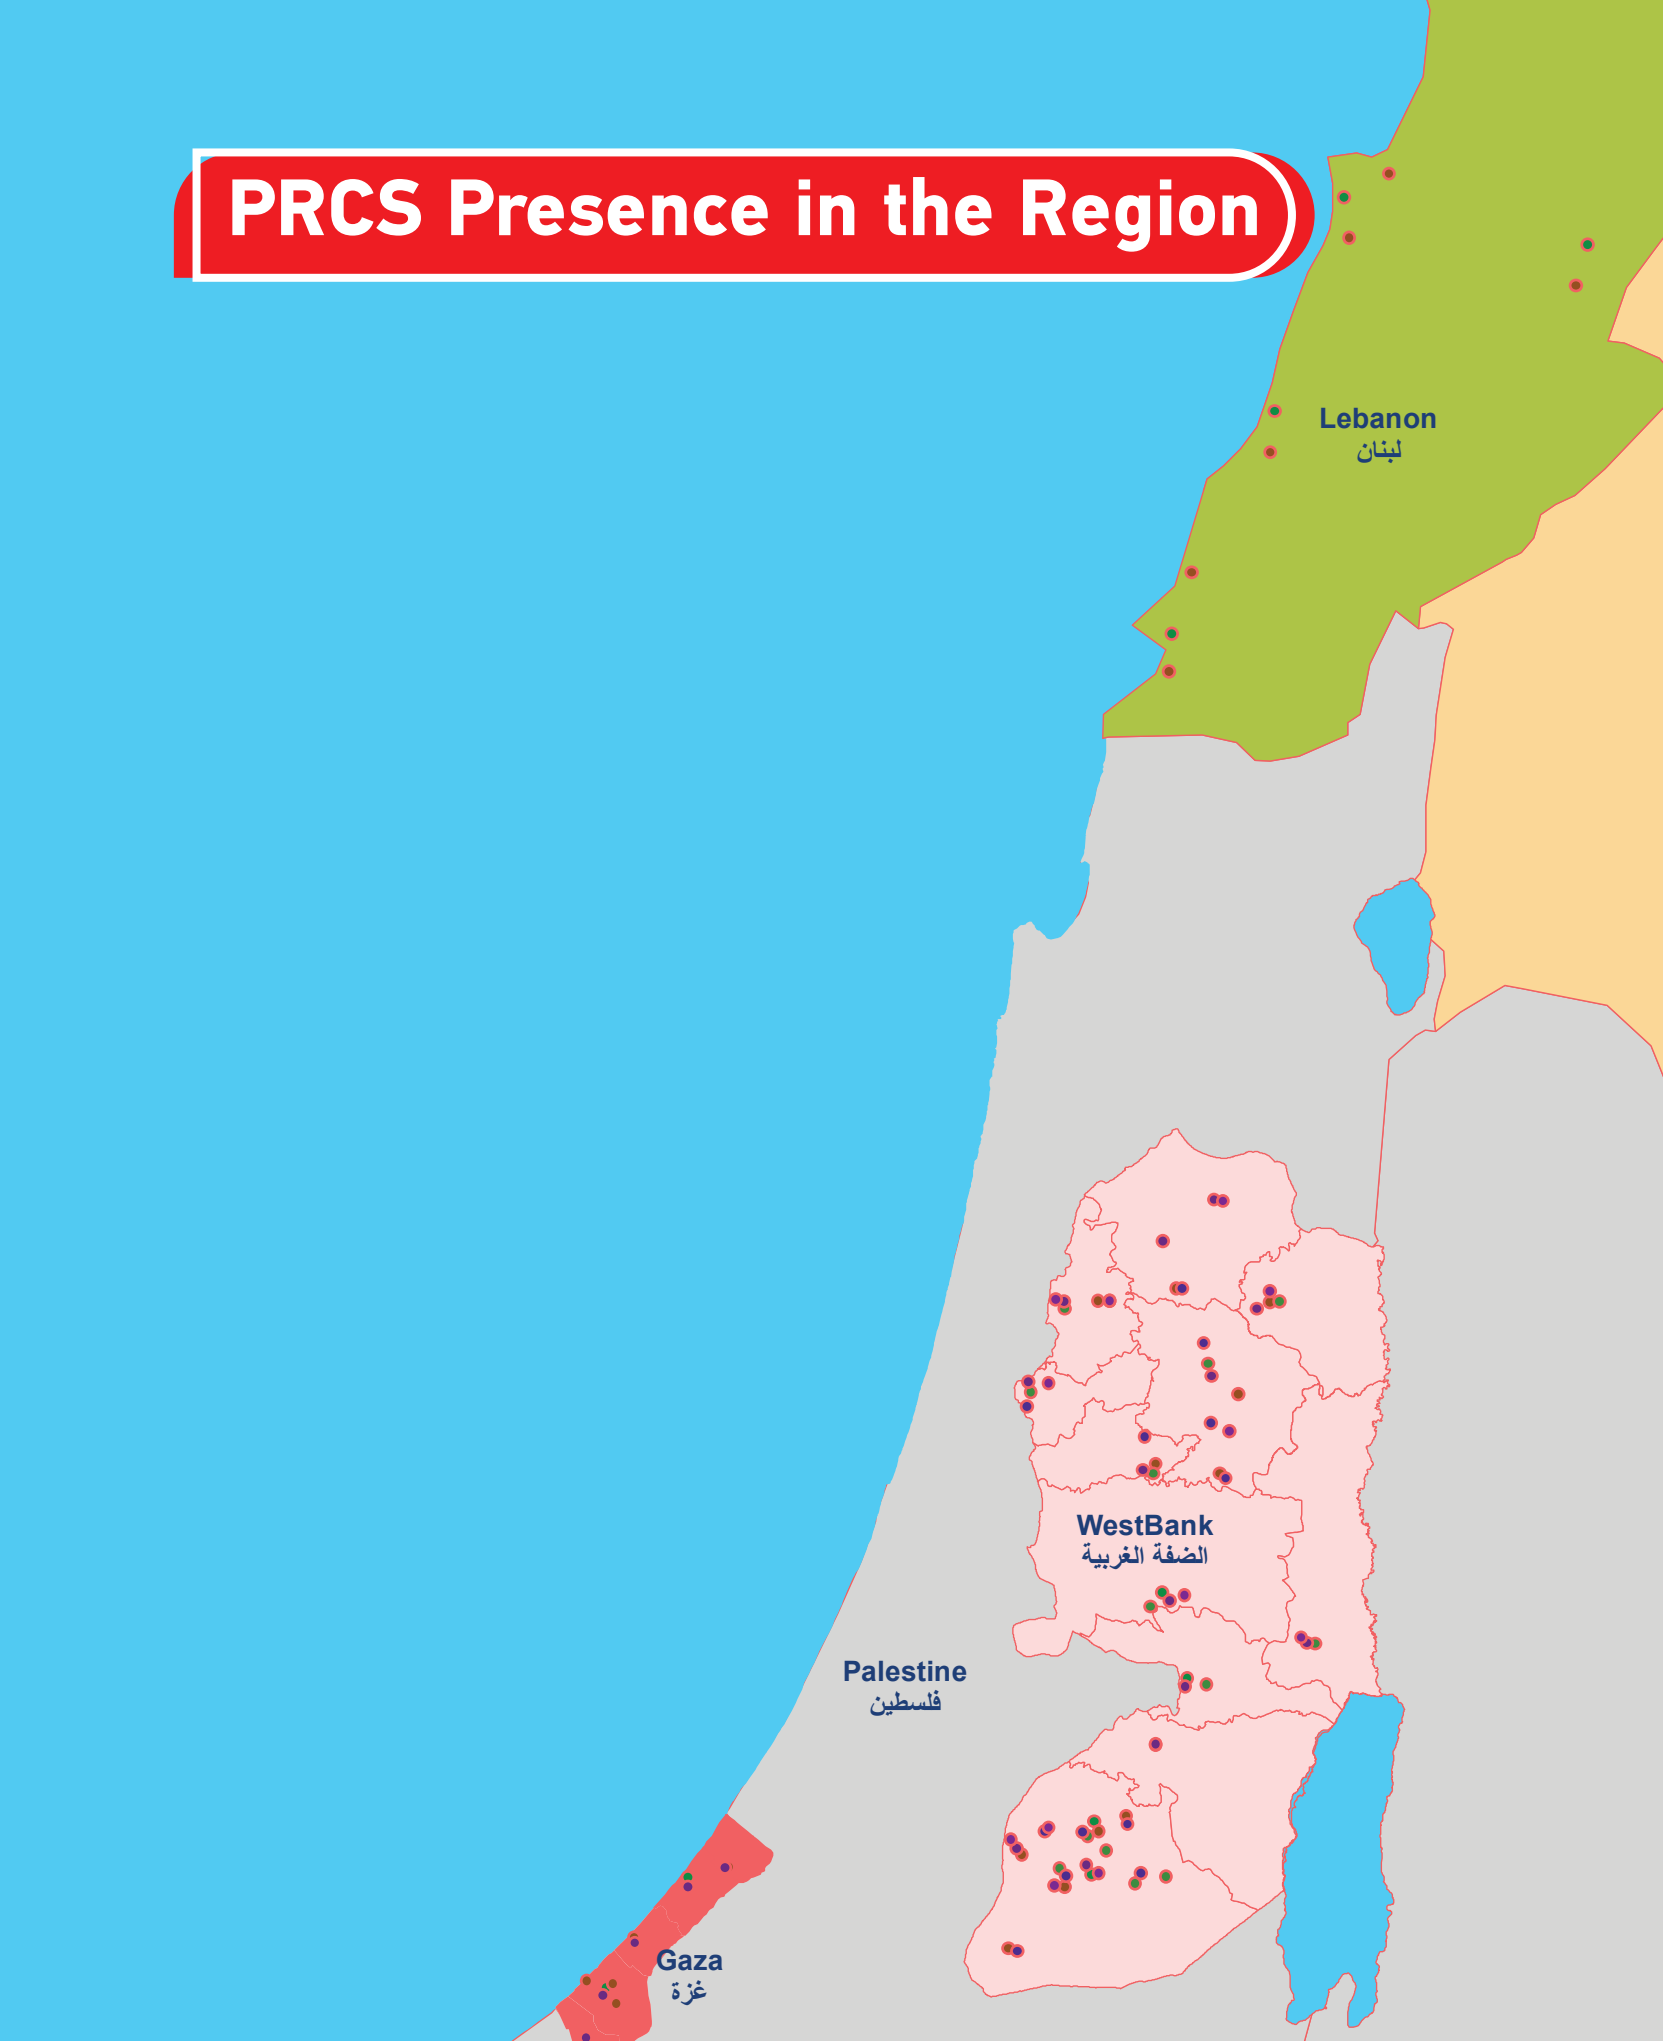 PRCS Presence in the Region
Lebanon
لبنان
WestBank
الضفة الغربية
Palestine
فلسطين
Gaza
غزة